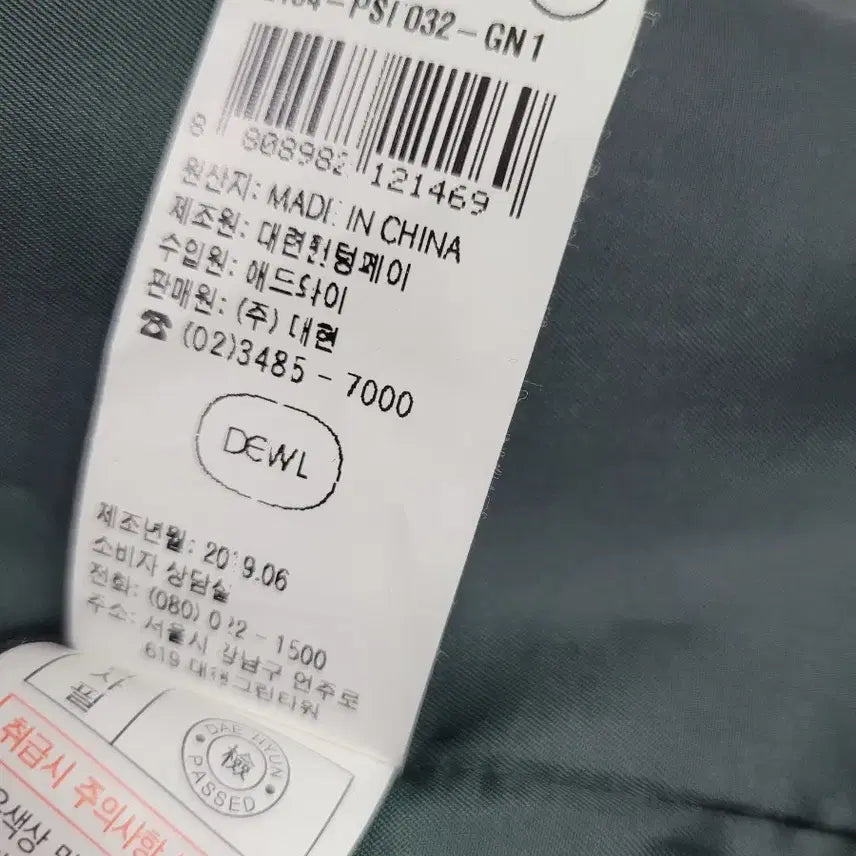 032-GN1
8 808982 121469
원산지: MADE IN CHINA
제조원: 대련펀텅페이
수입원: 애드와이
판매원: (주) 대현
☎ (02)3485 - 7000
DEWL
제조년월: 2019.06
소비자 상담실
전화: (080) 022 - 1500
주소: 서울시 강남구 언주로
619 대현그린타워
DAE HYUN
檢
PASSED
취급시 주의사항